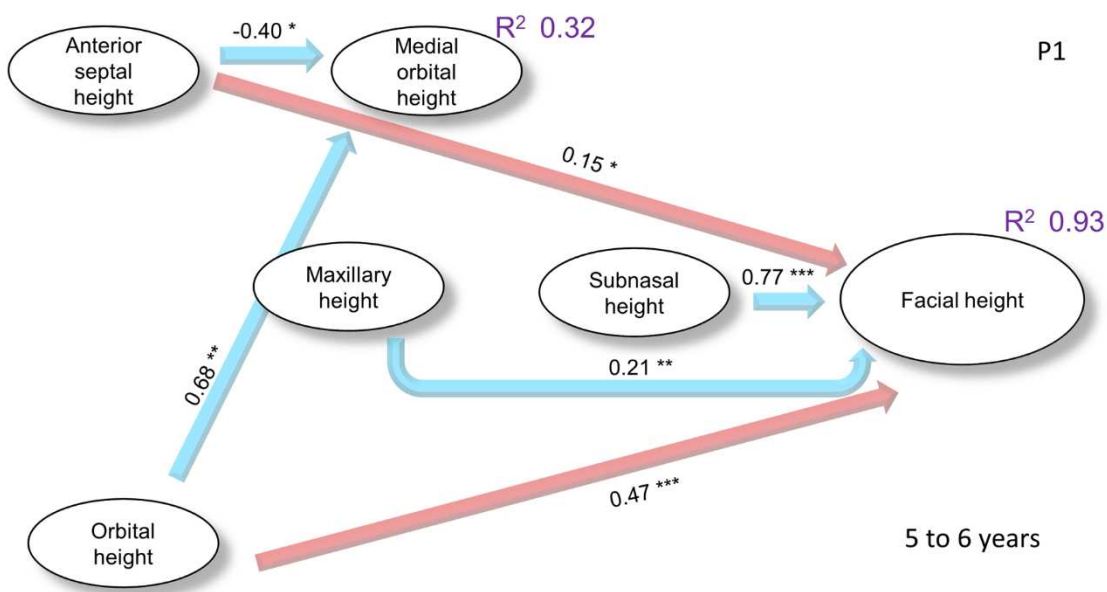 -0.40 *
R² 0.32
Anterior
septal
height
Medial
orbital
height
P1
0.15 *
R² 0.93
Maxillary
height
Subnasal
height
0.77 ***
Facial height
0.68 **
0.21 **
0.47 ***
Orbital
height
5 to 6 years